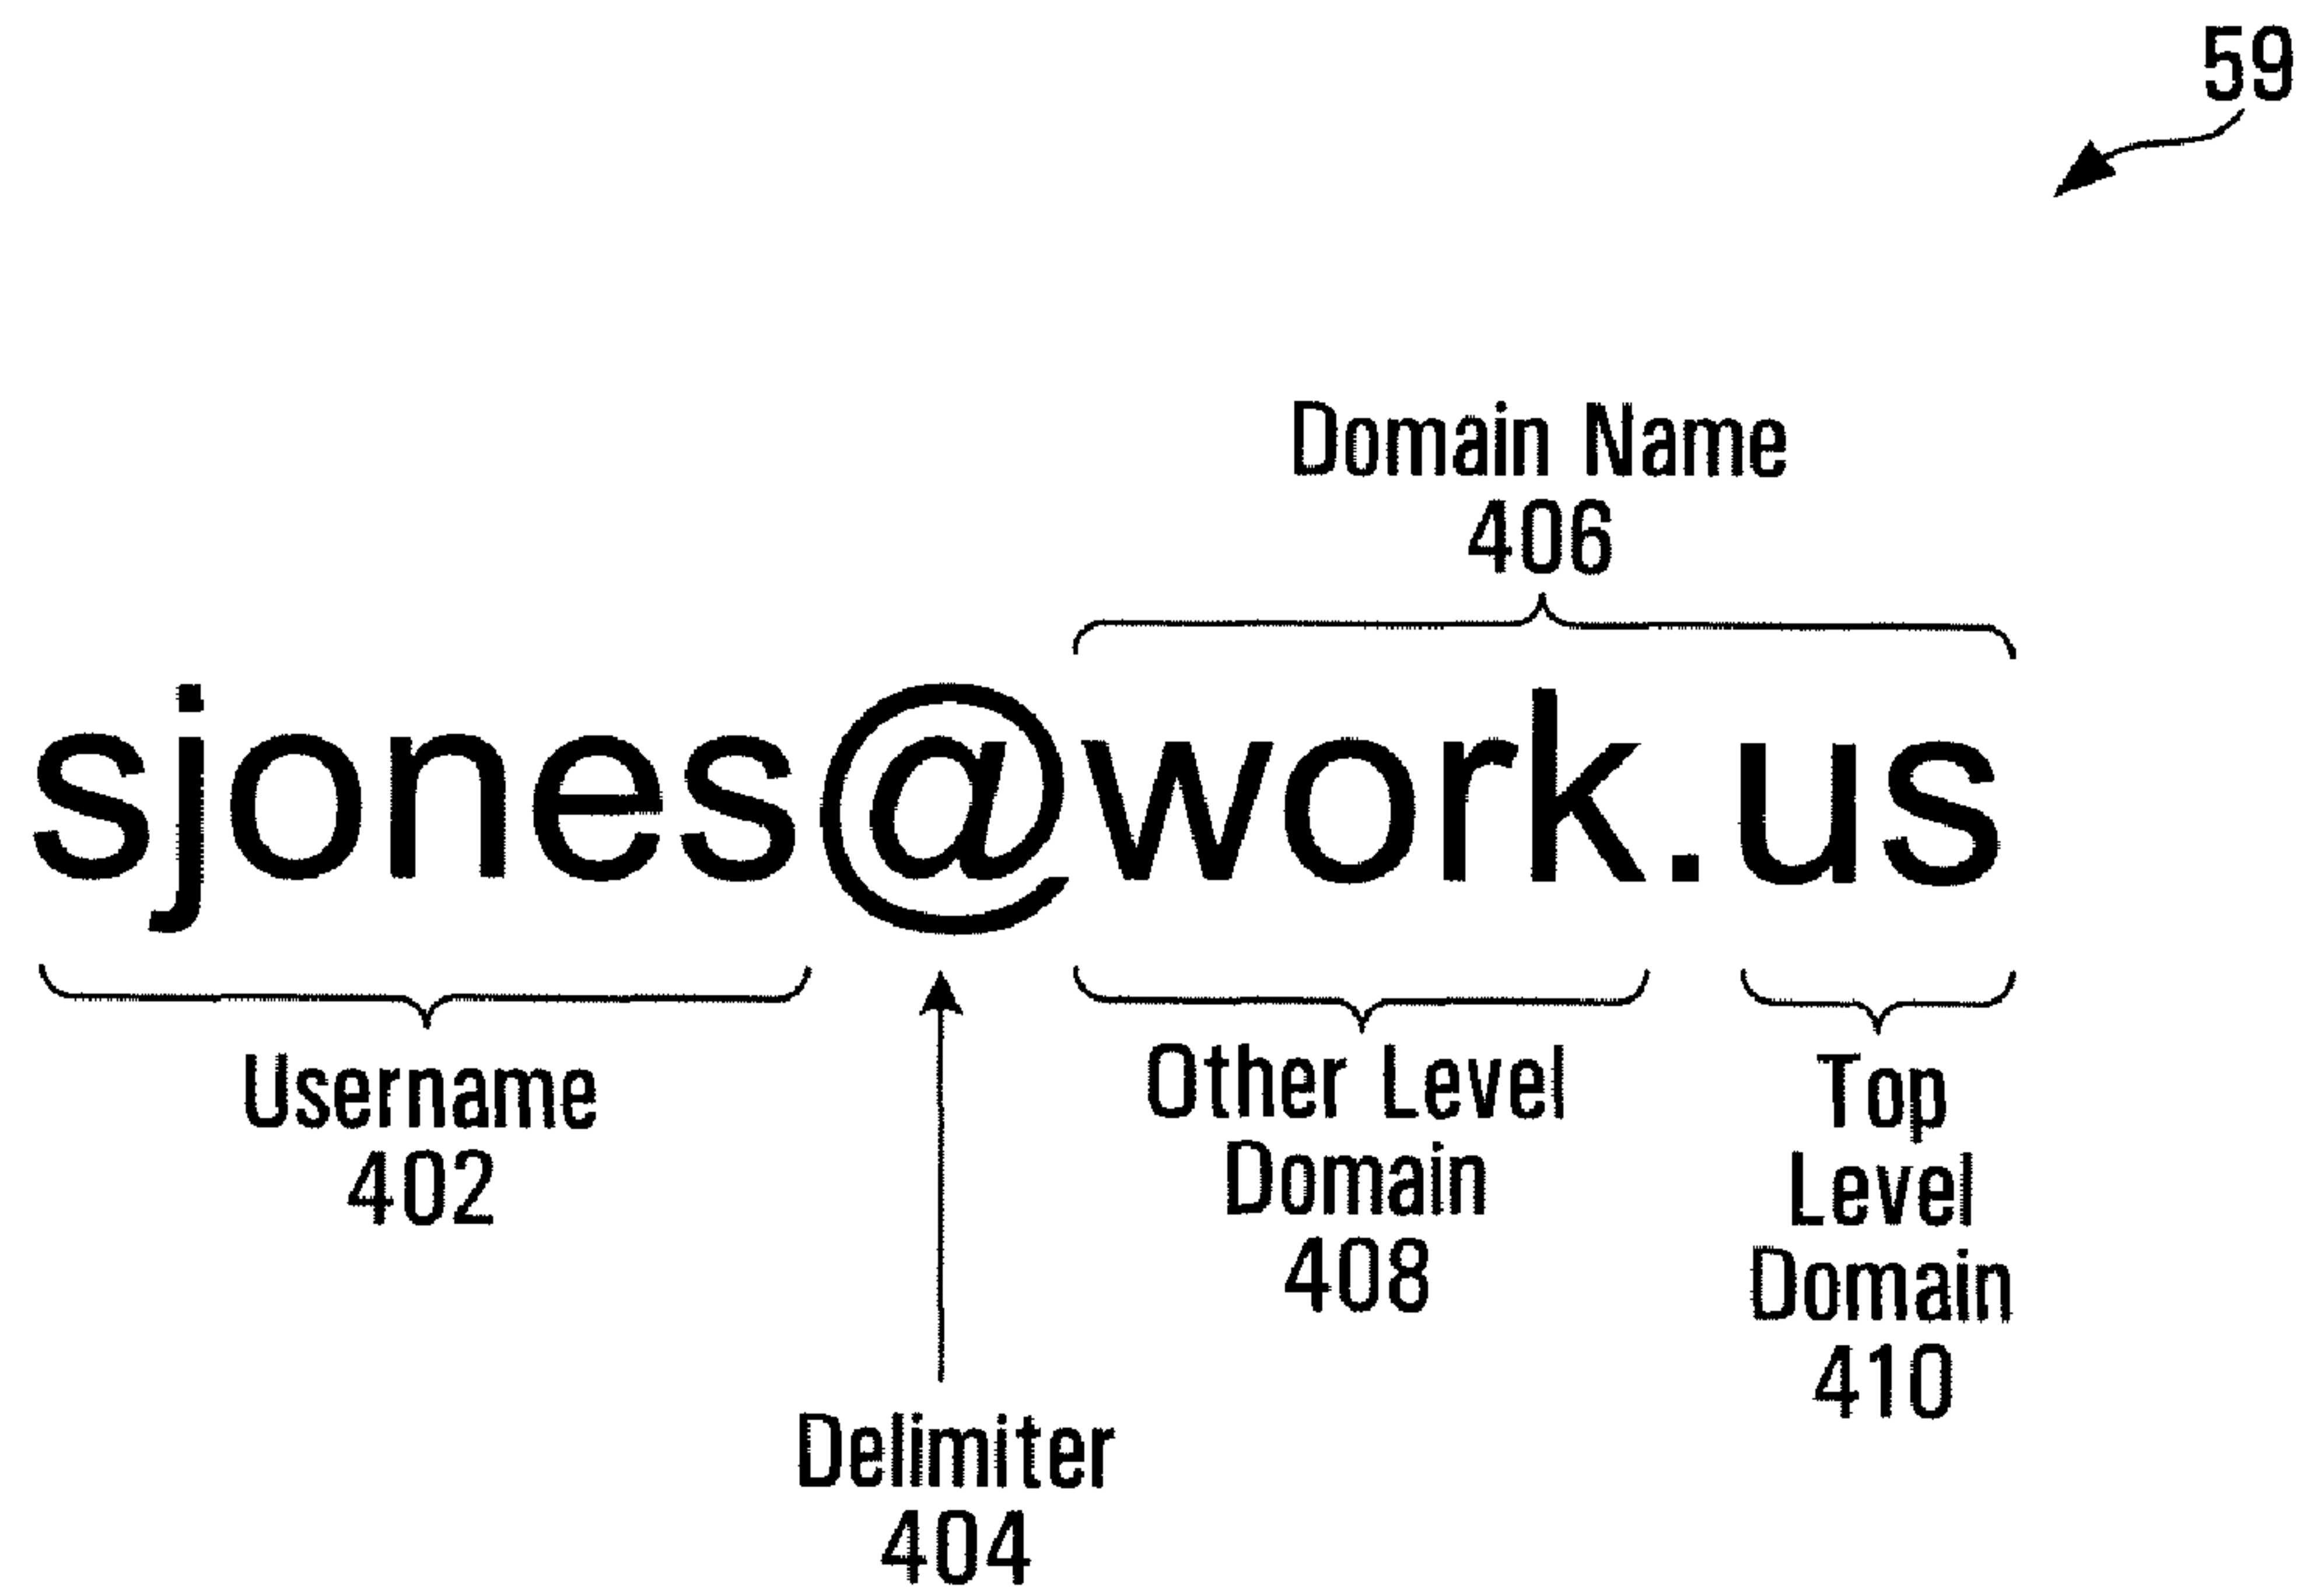 59
Domain Name
406
sjones@work.us
Username
402
Delimiter
404
Other Level
Domain
408
Top
Level
Domain
410